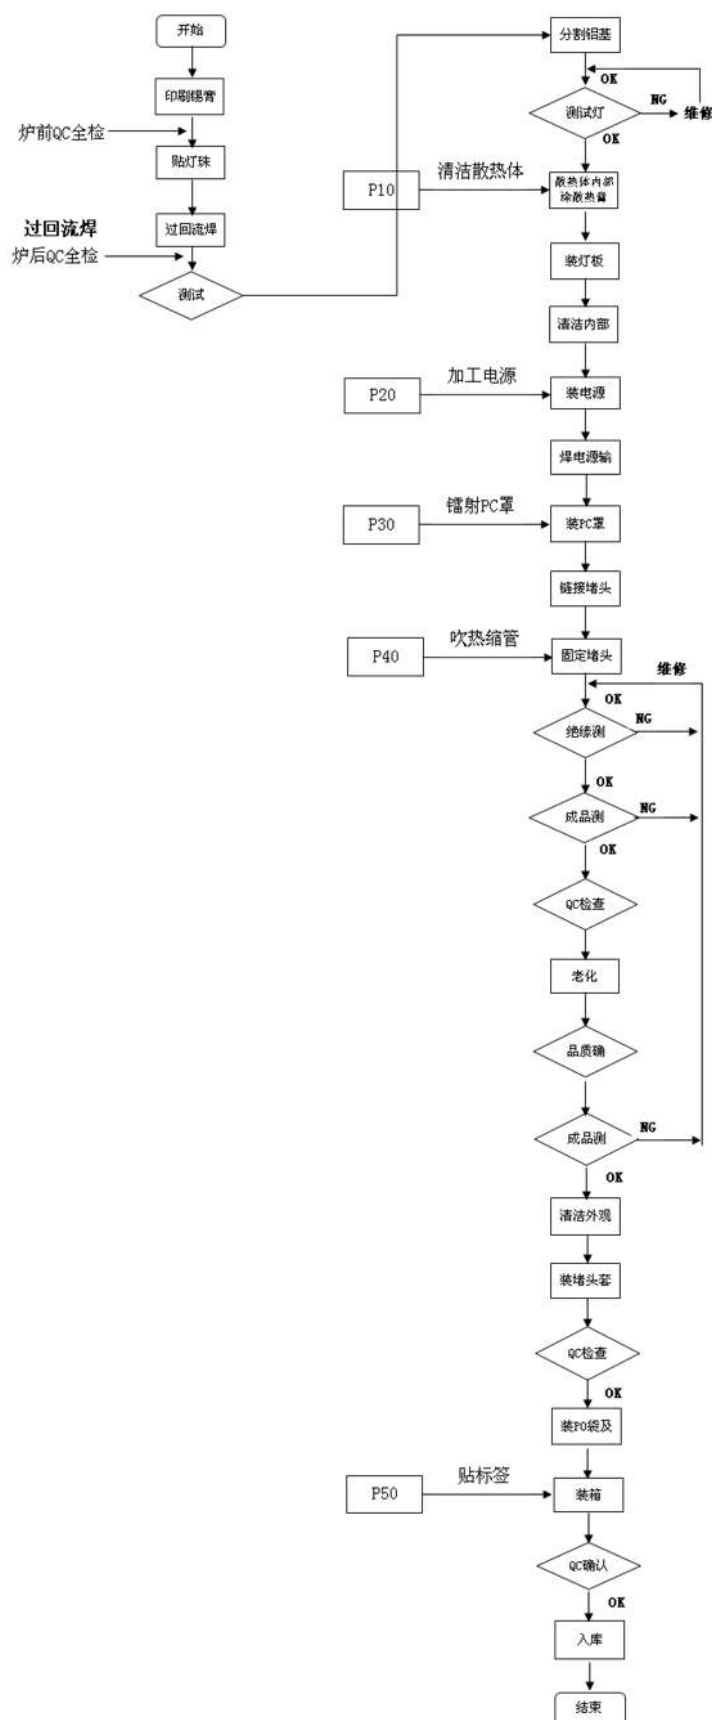 开始
印刷锡膏
炉前QC全检
贴灯珠
过回流焊
过回流焊
炉后QC全检
测试
分割铝基
OK
测试灯
NG
维修
OK
P10
清洁散热体
散热体内部
涂散热膏
装灯板
清洁内部
P20
加工电源
装电源
焊电源输
P30
镭射PC罩
装PC罩
链接堵头
P40
吹热缩管
固定堵头
维修
OK
绝缘测
NG
OK
成品测
NG
OK
QC检查
老化
品质确
成品测
NG
OK
清洁外观
装堵头套
QC检查
OK
装PO袋及
P50
贴标签
装箱
QC确认
OK
入库
结束